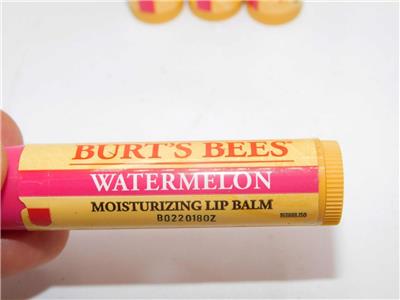 BURT'S BEES
WATERMELON
MOISTURIZING LIP BALM
B0220180Z